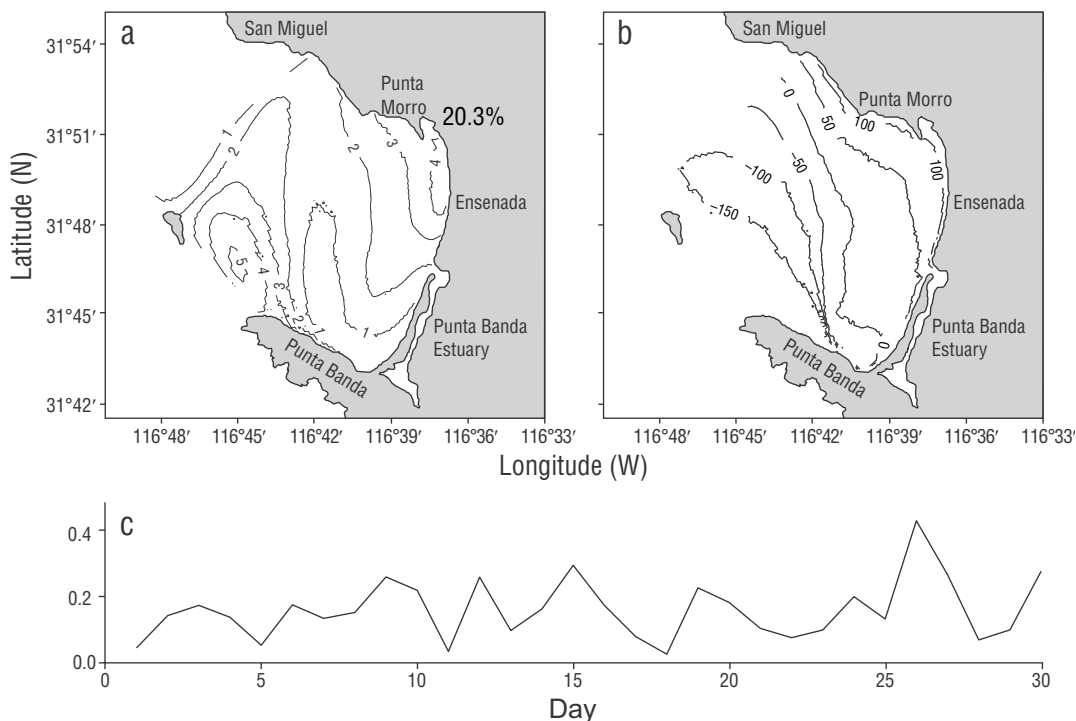 a
San Miguel
Punta
Morro
20.3%
Ensenada
Punta Banda
Estuary
Punta Banda
1
2
1
2
3
4
2
3
4
5
3
2
1
1
31°54′
31°51′
31°48′
31°45′
31°42′
Latitude (N)
116°48′ 116°45′ 116°42′ 116°39′ 116°36′ 116°33′
b
San Miguel
Punta Morro
Ensenada
Punta Banda
Estuary
Punta Banda
0
50
100
100
−50
−100
−150
0
116°48′ 116°45′ 116°42′ 116°39′ 116°36′ 116°33′
Longitude (W)
c
0.4
0.2
0.0
0 5 10 15 20 25 30
Day